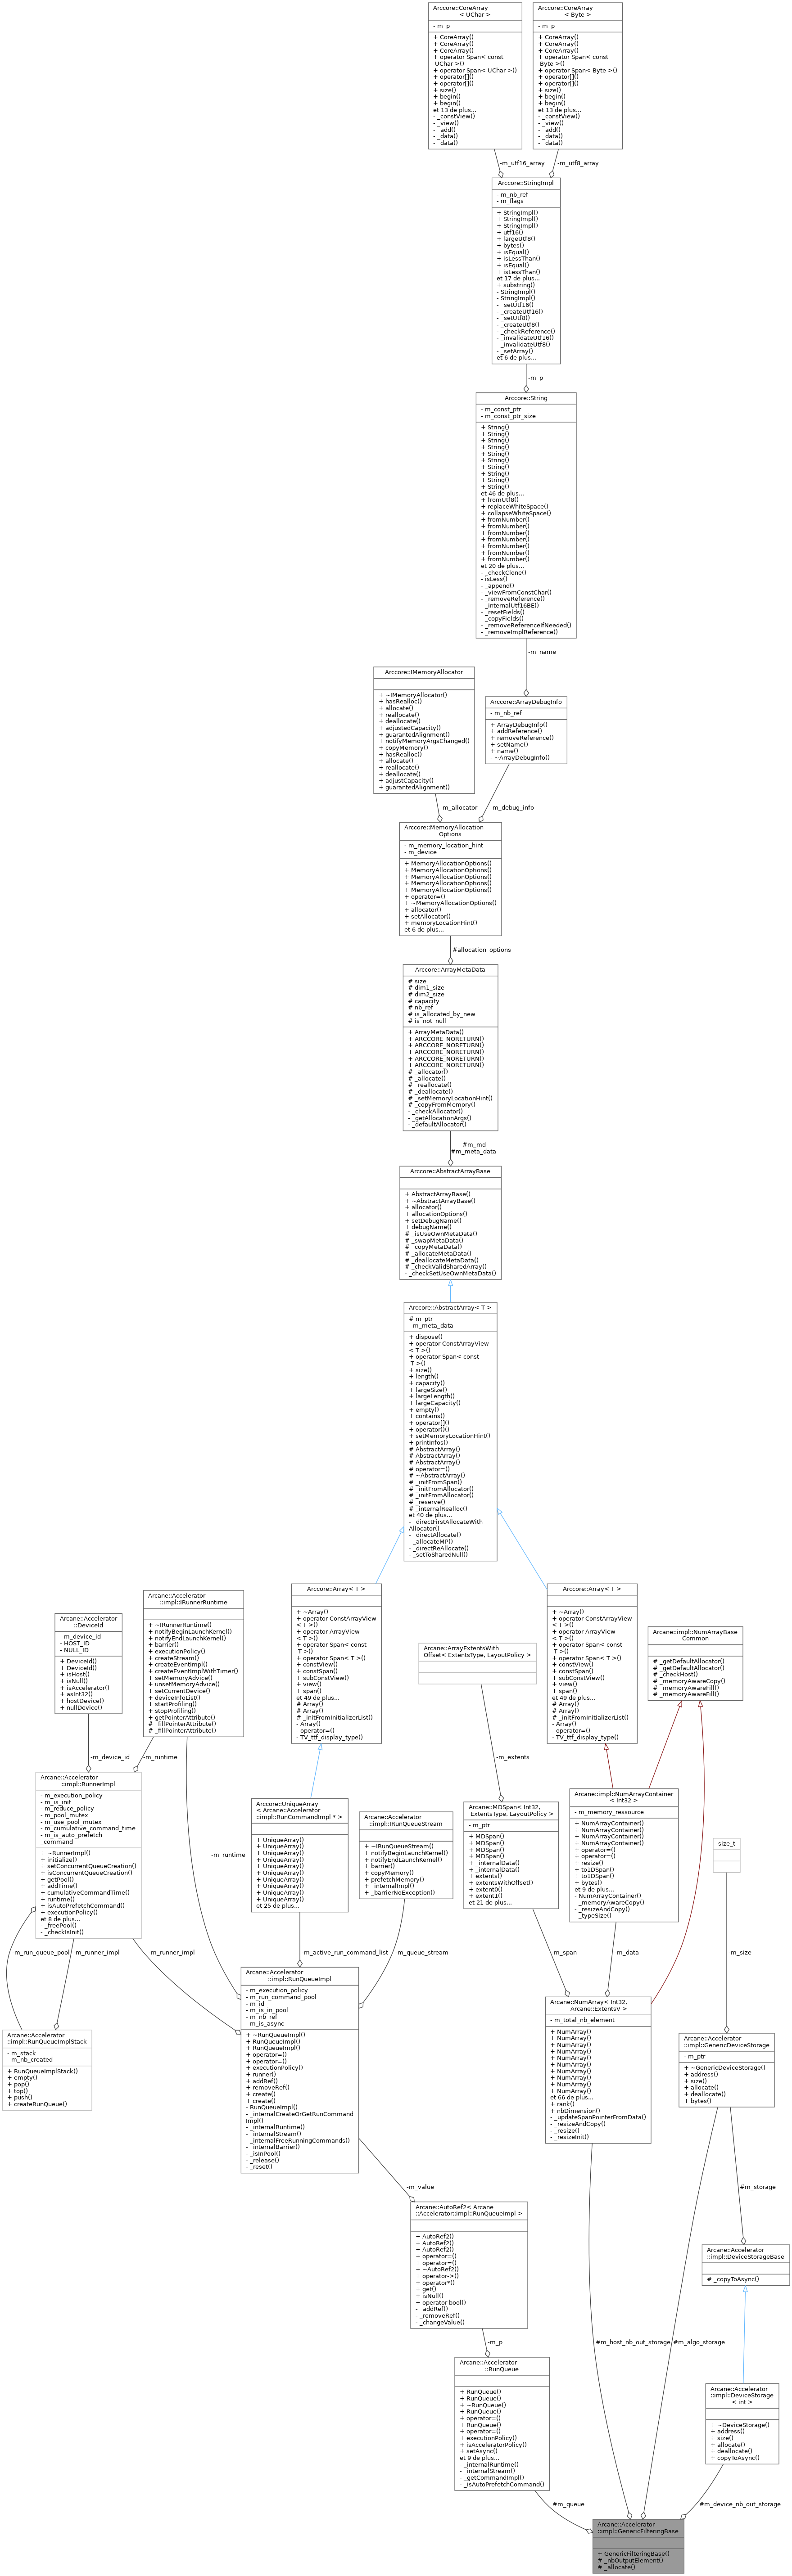 Arccore::CoreArray
< UChar >
- m_p
+ CoreArray()
+ CoreArray()
+ CoreArray()
+ operator Span< const
UChar >()
+ operator Span< UChar >()
+ operator[]()
+ operator[]()
+ size()
+ begin()
+ begin()
et 13 de plus...
- _constView()
- _view()
- _add()
- _data()
- _data()
Arccore::CoreArray
< Byte >
- m_p
+ CoreArray()
+ CoreArray()
+ CoreArray()
+ operator Span< const
Byte >()
+ operator Span< Byte >()
+ operator[]()
+ operator[]()
+ size()
+ begin()
+ begin()
et 13 de plus...
- _constView()
- _view()
- _add()
- _data()
- _data()
-m_utf16_array
-m_utf8_array
Arccore::StringImpl
- m_nb_ref
- m_flags
+ StringImpl()
+ StringImpl()
+ StringImpl()
+ utf16()
+ largeUtf8()
+ bytes()
+ isEqual()
+ isLessThan()
+ isEqual()
+ isLessThan()
et 17 de plus...
+ substring()
- StringImpl()
- StringImpl()
- _setUtf16()
- _createUtf16()
- _setUtf8()
- _createUtf8()
- _checkReference()
- _invalidateUtf16()
- _invalidateUtf8()
- _setArray()
et 6 de plus...
-m_p
Arccore::String
- m_const_ptr
- m_const_ptr_size
+ String()
+ String()
+ String()
+ String()
+ String()
+ String()
+ String()
+ String()
+ String()
+ String()
et 46 de plus...
+ fromUtf8()
+ replaceWhiteSpace()
+ collapseWhiteSpace()
+ fromNumber()
+ fromNumber()
+ fromNumber()
+ fromNumber()
+ fromNumber()
+ fromNumber()
+ fromNumber()
et 20 de plus...
- _checkClone()
- isLess()
- _append()
- _viewFromConstChar()
- _removeReference()
- _internalUtf16BE()
- _resetFields()
- _copyFields()
- _removeReferenceIfNeeded()
- _removeImplReference()
-m_name
Arccore::IMemoryAllocator
+ ~IMemoryAllocator()
+ hasRealloc()
+ allocate()
+ reallocate()
+ deallocate()
+ adjustedCapacity()
+ guarantedAlignment()
+ notifyMemoryArgsChanged()
+ copyMemory()
+ hasRealloc()
+ allocate()
+ reallocate()
+ deallocate()
+ adjustCapacity()
+ guarantedAlignment()
Arccore::ArrayDebugInfo
- m_nb_ref
+ ArrayDebugInfo()
+ addReference()
+ removeReference()
+ setName()
+ name()
- ~ArrayDebugInfo()
-m_allocator
-m_debug_info
Arccore::MemoryAllocation
Options
- m_memory_location_hint
- m_device
+ MemoryAllocationOptions()
+ MemoryAllocationOptions()
+ MemoryAllocationOptions()
+ MemoryAllocationOptions()
+ MemoryAllocationOptions()
+ operator=()
+ ~MemoryAllocationOptions()
+ allocator()
+ setAllocator()
+ memoryLocationHint()
et 6 de plus...
#allocation_options
Arccore::ArrayMetaData
# size
# dim1_size
# dim2_size
# capacity
# nb_ref
# is_allocated_by_new
# is_not_null
+ ArrayMetaData()
+ ARCCORE_NORETURN()
+ ARCCORE_NORETURN()
+ ARCCORE_NORETURN()
+ ARCCORE_NORETURN()
+ ARCCORE_NORETURN()
# _allocator()
# _allocate()
# _reallocate()
# _deallocate()
# _setMemoryLocationHint()
# _copyFromMemory()
- _checkAllocator()
- _getAllocationArgs()
- _defaultAllocator()
#m_md
#m_meta_data
Arccore::AbstractArrayBase
+ AbstractArrayBase()
+ ~AbstractArrayBase()
+ allocator()
+ allocationOptions()
+ setDebugName()
+ debugName()
# _isUseOwnMetaData()
# _swapMetaData()
# _copyMetaData()
# _allocateMetaData()
# _deallocateMetaData()
# _checkValidSharedArray()
- _checkSetUseOwnMetaData()
Arccore::AbstractArray< T >
# m_ptr
- m_meta_data
+ dispose()
+ operator ConstArrayView
< T >()
+ operator Span< const
T >()
+ size()
+ length()
+ capacity()
+ largeSize()
+ largeLength()
+ largeCapacity()
+ empty()
+ contains()
+ operator[]()
+ operator()()
+ setMemoryLocationHint()
+ printInfos()
# AbstractArray()
# AbstractArray()
# AbstractArray()
# operator=()
# ~AbstractArray()
# _initFromSpan()
# _initFromAllocator()
# _initFromAllocator()
# _reserve()
# _internalRealloc()
et 40 de plus...
- _directFirstAllocateWith
Allocator()
- _directAllocate()
- _allocateMP()
- _directReAllocate()
- _setToSharedNull()
Arccore::Array< T >
+ ~Array()
+ operator ConstArrayView
< T >()
+ operator ArrayView
< T >()
+ operator Span< const
T >()
+ operator Span< T >()
+ constView()
+ constSpan()
+ subConstView()
+ view()
+ span()
et 49 de plus...
# Array()
# Array()
# _initFromInitializerList()
- Array()
- operator=()
- TV_ttf_display_type()
Arccore::Array< T >
+ ~Array()
+ operator ConstArrayView
< T >()
+ operator ArrayView
< T >()
+ operator Span< const
T >()
+ operator Span< T >()
+ constView()
+ constSpan()
+ subConstView()
+ view()
+ span()
et 49 de plus...
# Array()
# Array()
# _initFromInitializerList()
- Array()
- operator=()
- TV_ttf_display_type()
Arcane::Accelerator
::impl::IRunnerRuntime
+ ~IRunnerRuntime()
+ notifyBeginLaunchKernel()
+ notifyEndLaunchKernel()
+ barrier()
+ executionPolicy()
+ createStream()
+ createEventImpl()
+ createEventImplWithTimer()
+ setMemoryAdvice()
+ unsetMemoryAdvice()
+ setCurrentDevice()
+ deviceInfoList()
+ startProfiling()
+ stopProfiling()
+ getPointerAttribute()
# _fillPointerAttribute()
# _fillPointerAttribute()
Arcane::Accelerator
::DeviceId
- m_device_id
- HOST_ID
- NULL_ID
+ DeviceId()
+ DeviceId()
+ isHost()
+ isNull()
+ isAccelerator()
+ asInt32()
+ hostDevice()
+ nullDevice()
Arcane::ArrayExtentsWith
Offset< ExtentsType, LayoutPolicy >
Arcane::impl::NumArrayBase
Common
# _getDefaultAllocator()
# _getDefaultAllocator()
# _checkHost()
# _memoryAwareCopy()
# _memoryAwareFill()
# _memoryAwareFill()
-m_device_id
-m_runtime
-m_extents
Arcane::Accelerator
::impl::RunnerImpl
- m_execution_policy
- m_is_init
- m_reduce_policy
- m_pool_mutex
- m_use_pool_mutex
- m_cumulative_command_time
- m_is_auto_prefetch
_command
+ ~RunnerImpl()
+ initialize()
+ setConcurrentQueueCreation()
+ isConcurrentQueueCreation()
+ getPool()
+ addTime()
+ cumulativeCommandTime()
+ runtime()
+ isAutoPrefetchCommand()
+ executionPolicy()
et 8 de plus...
- _freePool()
- _checkIsInit()
-m_runtime
Arccore::UniqueArray
< Arcane::Accelerator
::impl::RunCommandImpl * >
+ UniqueArray()
+ UniqueArray()
+ UniqueArray()
+ UniqueArray()
+ UniqueArray()
+ UniqueArray()
+ UniqueArray()
+ UniqueArray()
+ UniqueArray()
+ UniqueArray()
et 25 de plus...
Arcane::Accelerator
::impl::IRunQueueStream
+ ~IRunQueueStream()
+ notifyBeginLaunchKernel()
+ notifyEndLaunchKernel()
+ barrier()
+ copyMemory()
+ prefetchMemory()
+ _internalImpl()
+ _barrierNoException()
Arcane::MDSpan< Int32,
ExtentsType, LayoutPolicy >
- m_ptr
+ MDSpan()
+ MDSpan()
+ MDSpan()
+ MDSpan()
+ _internalData()
+ _internalData()
+ extents()
+ extentsWithOffset()
+ extent0()
+ extent1()
et 21 de plus...
Arcane::impl::NumArrayContainer
< Int32 >
- m_memory_ressource
+ NumArrayContainer()
+ NumArrayContainer()
+ NumArrayContainer()
+ NumArrayContainer()
+ operator=()
+ operator=()
+ resize()
+ to1DSpan()
+ to1DSpan()
+ bytes()
et 9 de plus...
- NumArrayContainer()
- _memoryAwareCopy()
- _resizeAndCopy()
- _typeSize()
size_t
-m_run_queue_pool
-m_runner_impl
-m_runner_impl
-m_active_run_command_list
-m_queue_stream
-m_span
-m_data
-m_size
Arcane::Accelerator
::impl::RunQueueImplStack
- m_stack
- m_nb_created
+ RunQueueImplStack()
+ empty()
+ pop()
+ top()
+ push()
+ createRunQueue()
Arcane::Accelerator
::impl::RunQueueImpl
- m_execution_policy
- m_run_command_pool
- m_id
- m_is_in_pool
- m_nb_ref
- m_is_async
+ ~RunQueueImpl()
+ RunQueueImpl()
+ RunQueueImpl()
+ operator=()
+ operator=()
+ executionPolicy()
+ runner()
+ addRef()
+ removeRef()
+ create()
+ create()
- RunQueueImpl()
- _internalCreateOrGetRunCommand
Impl()
- _internalRuntime()
- _internalStream()
- _internalFreeRunningCommands()
- _internalBarrier()
- _isInPool()
- _release()
- _reset()
Arcane::NumArray< Int32,
Arcane::ExtentsV >
- m_total_nb_element
+ NumArray()
+ NumArray()
+ NumArray()
+ NumArray()
+ NumArray()
+ NumArray()
+ NumArray()
+ NumArray()
+ NumArray()
+ NumArray()
et 66 de plus...
+ rank()
+ nbDimension()
- _updateSpanPointerFromData()
- _resizeAndCopy()
- _resize()
- _resizeInit()
Arcane::Accelerator
::impl::GenericDeviceStorage
- m_ptr
+ ~GenericDeviceStorage()
+ address()
+ size()
+ allocate()
+ deallocate()
+ bytes()
-m_value
#m_storage
Arcane::AutoRef2< Arcane
::Accelerator::impl::RunQueueImpl >
+ AutoRef2()
+ AutoRef2()
+ AutoRef2()
+ operator=()
+ operator=()
+ ~AutoRef2()
+ operator->()
+ operator*()
+ get()
+ isNull()
+ operator bool()
- _addRef()
- _removeRef()
- _changeValue()
Arcane::Accelerator
::impl::DeviceStorageBase
# _copyToAsync()
-m_p
#m_host_nb_out_storage
#m_algo_storage
Arcane::Accelerator
::RunQueue
+ RunQueue()
+ RunQueue()
+ ~RunQueue()
+ RunQueue()
+ operator=()
+ RunQueue()
+ operator=()
+ executionPolicy()
+ isAcceleratorPolicy()
+ setAsync()
et 9 de plus...
- _internalRuntime()
- _internalStream()
- _getCommandImpl()
- _isAutoPrefetchCommand()
Arcane::Accelerator
::impl::DeviceStorage
< int >
+ ~DeviceStorage()
+ address()
+ size()
+ allocate()
+ deallocate()
+ copyToAsync()
#m_queue
#m_device_nb_out_storage
Arcane::Accelerator
::impl::GenericFilteringBase
+ GenericFilteringBase()
# _nbOutputElement()
# _allocate()